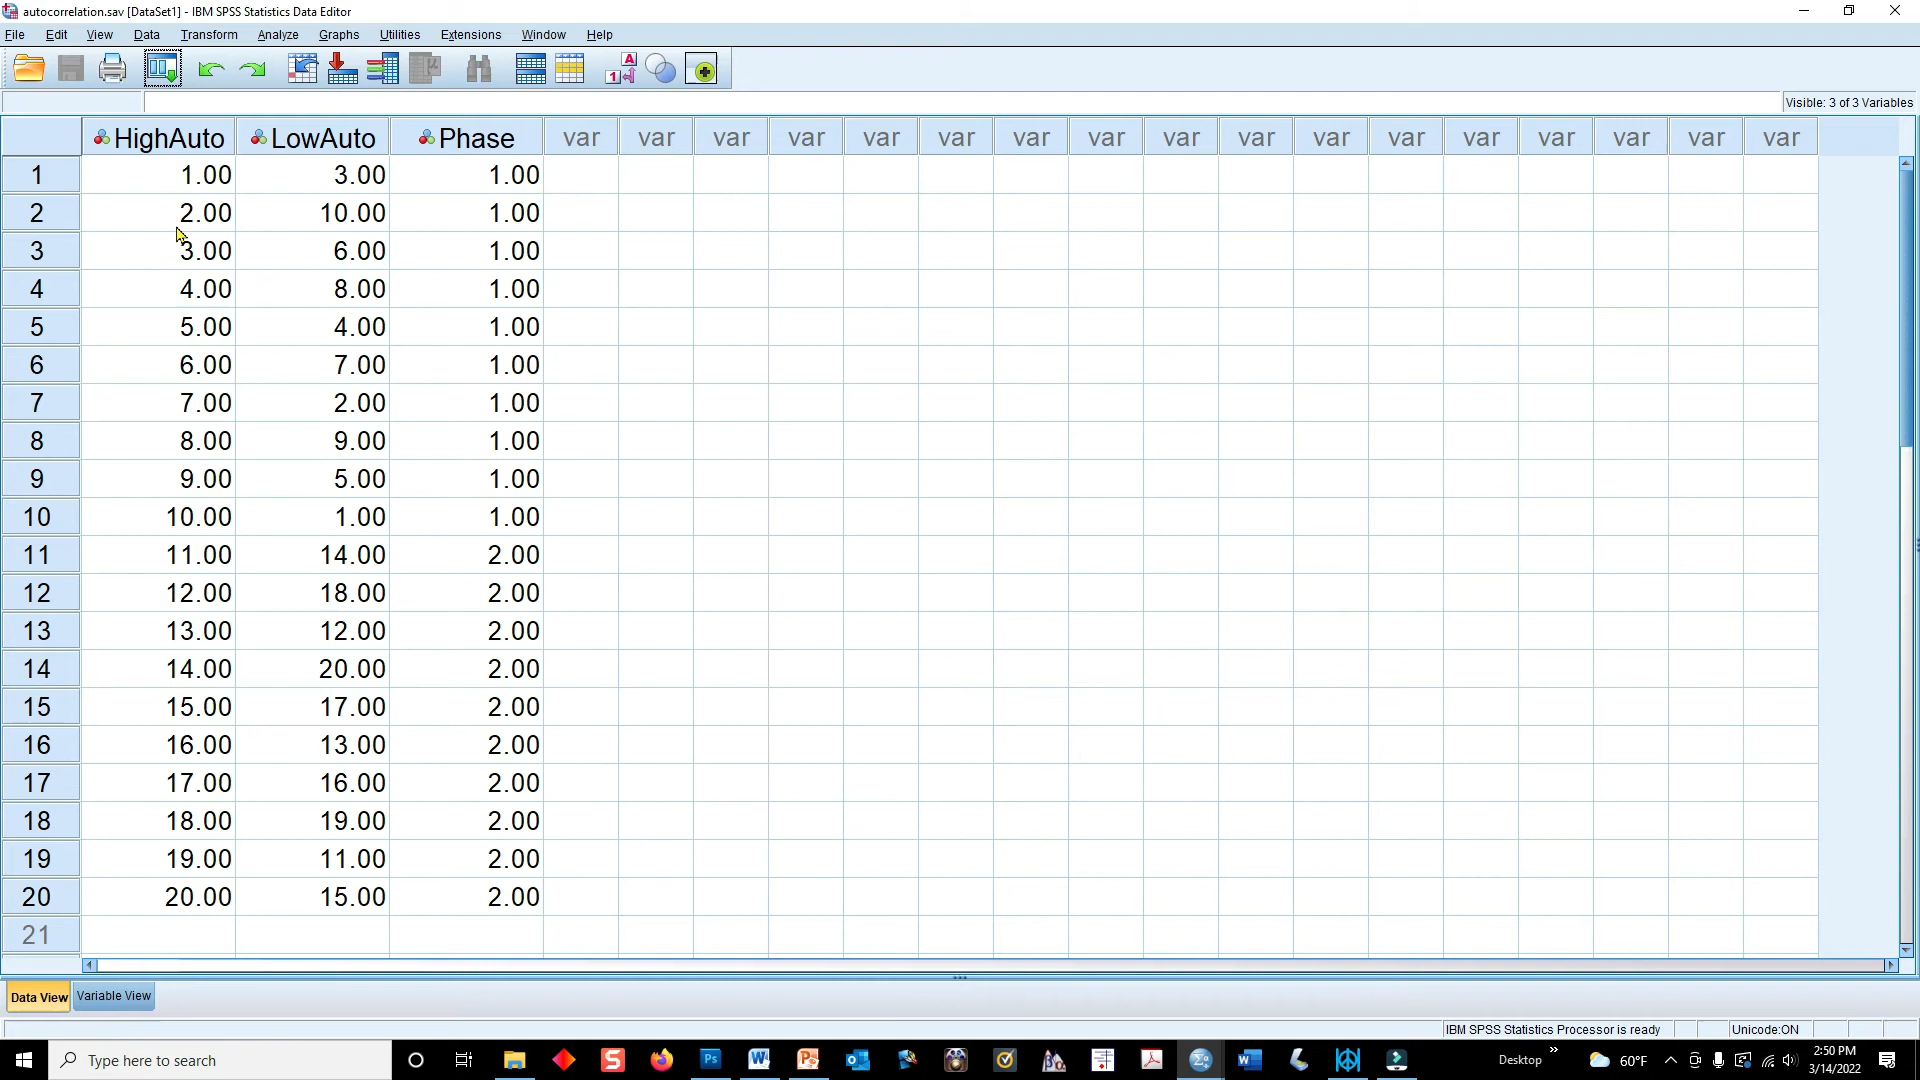 autocorrelation.sav [DataSet1] - IBM SPSS Statistics Data Editor
File Edit View Data Transform Analyze Graphs Utilities Extensions Window Help
Visible: 3 of 3 Variables
HighAuto LowAuto Phase var var var var var var var var var var var var var var var var var
1 1.00 3.00 1.00
2 2.00 10.00 1.00
3 3.00 6.00 1.00
4 4.00 8.00 1.00
5 5.00 4.00 1.00
6 6.00 7.00 1.00
7 7.00 2.00 1.00
8 8.00 9.00 1.00
9 9.00 5.00 1.00
10 10.00 1.00 1.00
11 11.00 14.00 2.00
12 12.00 18.00 2.00
13 13.00 12.00 2.00
14 14.00 20.00 2.00
15 15.00 17.00 2.00
16 16.00 13.00 2.00
17 17.00 16.00 2.00
18 18.00 19.00 2.00
19 19.00 11.00 2.00
20 20.00 15.00 2.00
21
Data View Variable View
IBM SPSS Statistics Processor is ready Unicode:ON
Type here to search Desktop 60°F 2:50 PM
3/14/2022